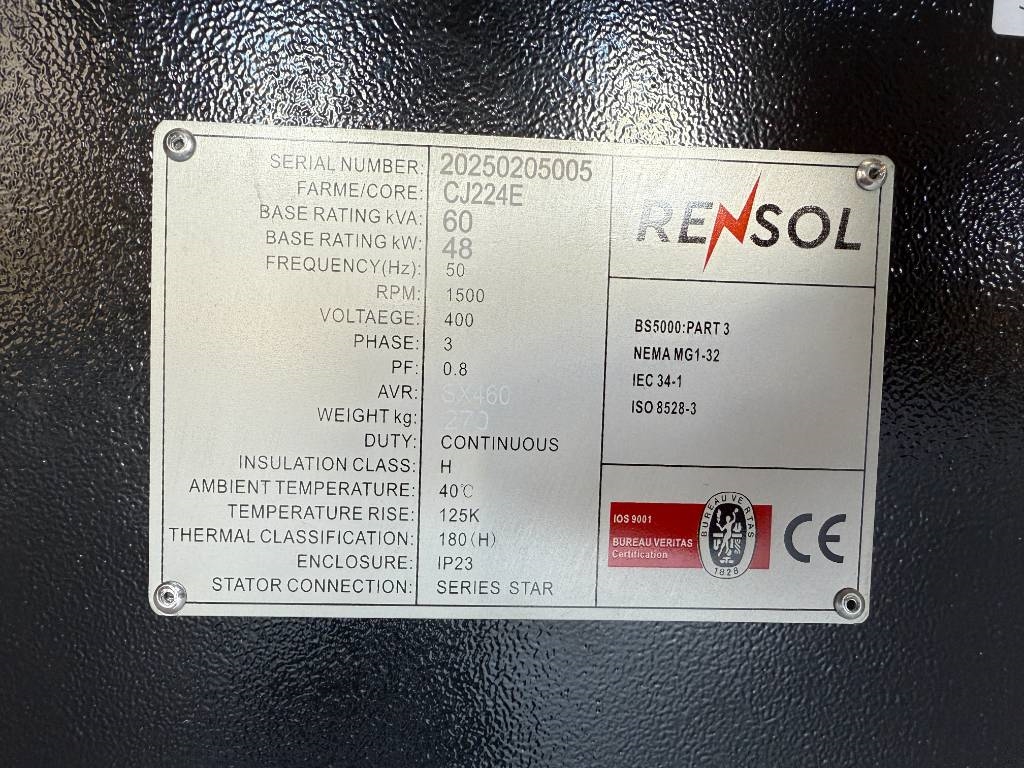 SERIAL NUMBER: 20250205005
FARME/CORE: CJ224E
BASE RATING kVA: 60
BASE RATING kW: 48
FREQUENCY(Hz): 50
RPM: 1500
VOLTAEGE: 400
PHASE: 3
PF: 0.8
AVR: SX460
WEIGHT kg: 270
DUTY: CONTINUOUS
INSULATION CLASS: H
AMBIENT TEMPERATURE: 40℃
TEMPERATURE RISE: 125K
THERMAL CLASSIFICATION: 180(H)
ENCLOSURE: IP23
STATOR CONNECTION: SERIES STAR
RENSOL
BS5000:PART 3
NEMA MG1-32
IEC 34-1
ISO 8528-3
IOS 9001
BUREAU VERITAS
Certification
BUREAU VERITAS
1828
CE